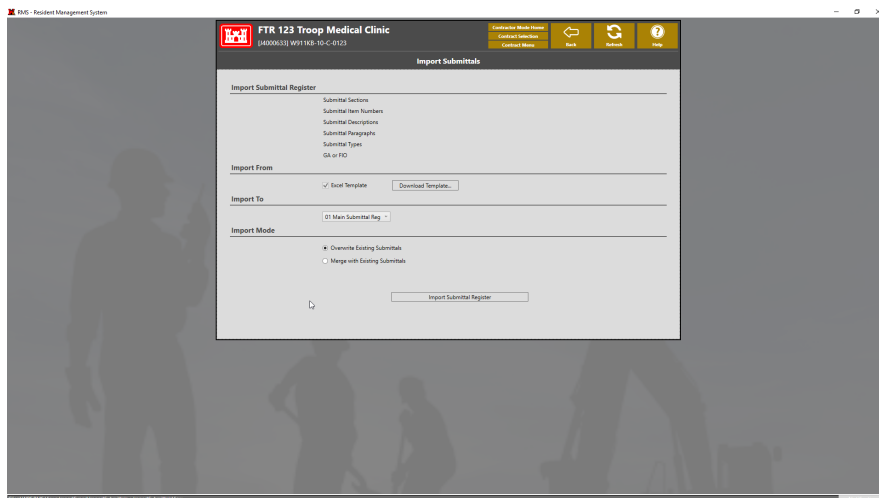 RMS - Resident Management System
FTR 123 Troop Medical Clinic
[J4000633] W911KB-10-C-0123
Contractor Mode Home
Contract Selection
Contract Menu
Back
Refresh
Help
Import Submittals
Import Submittal Register
Submittal Sections
Submittal Item Numbers
Submittal Descriptions
Submittal Paragraphs
Submittal Types
GA or FIO
Import From
Excel Template
Download Template...
Import To
01 Main Submittal Reg
Import Mode
Overwrite Existing Submittals
Merge with Existing Submittals
Import Submittal Register